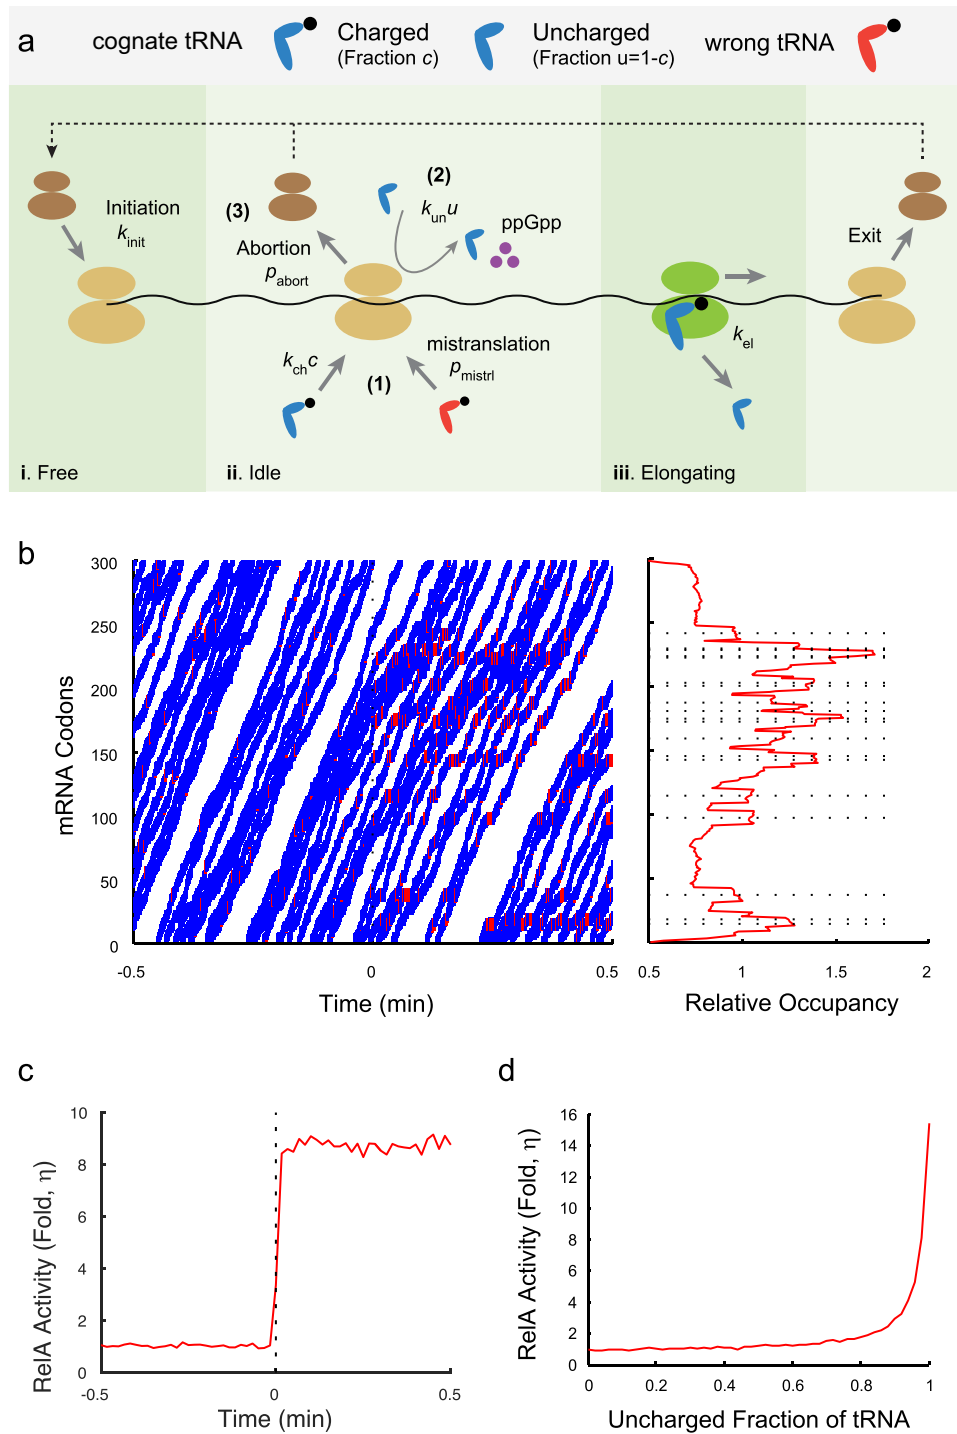 a
cognate tRNA
Charged
(Fraction c)
Uncharged
(Fraction u=1-c)
wrong tRNA
Initiation
k_init
(3)
Abortion
p_abort
(2)
k_un u
ppGpp
k_ch c
(1)
mistranslation
p_mistrl
k_el
Exit
i. Free
ii. Idle
iii. Elongating
b
300
250
200
150
100
50
0
mRNA Codons
-0.5
0
0.5
Time (min)
0.5
1
1.5
2
Relative Occupancy
c
10
8
6
4
2
0
RelA Activity (Fold, η)
-0.5
0
0.5
Time (min)
d
16
14
12
10
8
6
4
2
0
RelA Activity (Fold, η)
0
0.2
0.4
0.6
0.8
1
Uncharged Fraction of tRNA